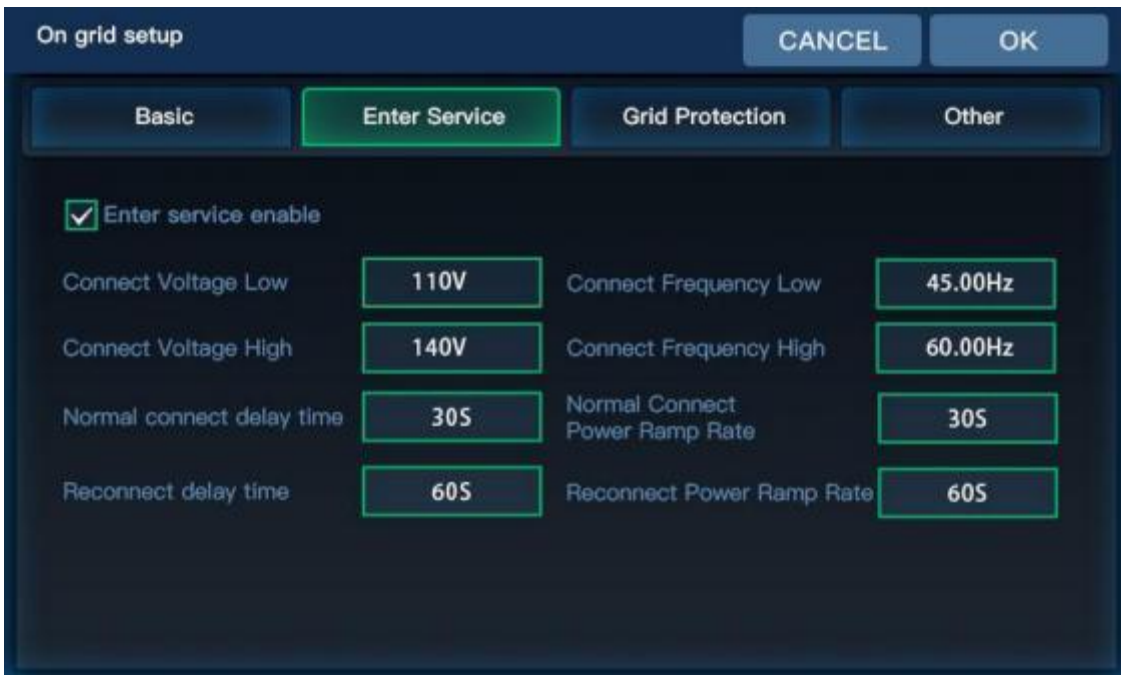 On grid setup
CANCEL
OK
Basic
Enter Service
Grid Protection
Other
Enter service enable
Connect Voltage Low
110V
Connect Frequency Low
45.00Hz
Connect Voltage High
140V
Connect Frequency High
60.00Hz
Normal connect delay time
30S
Normal Connect
Power Ramp Rate
30S
Reconnect delay time
60S
Reconnect Power Ramp Rate
60S